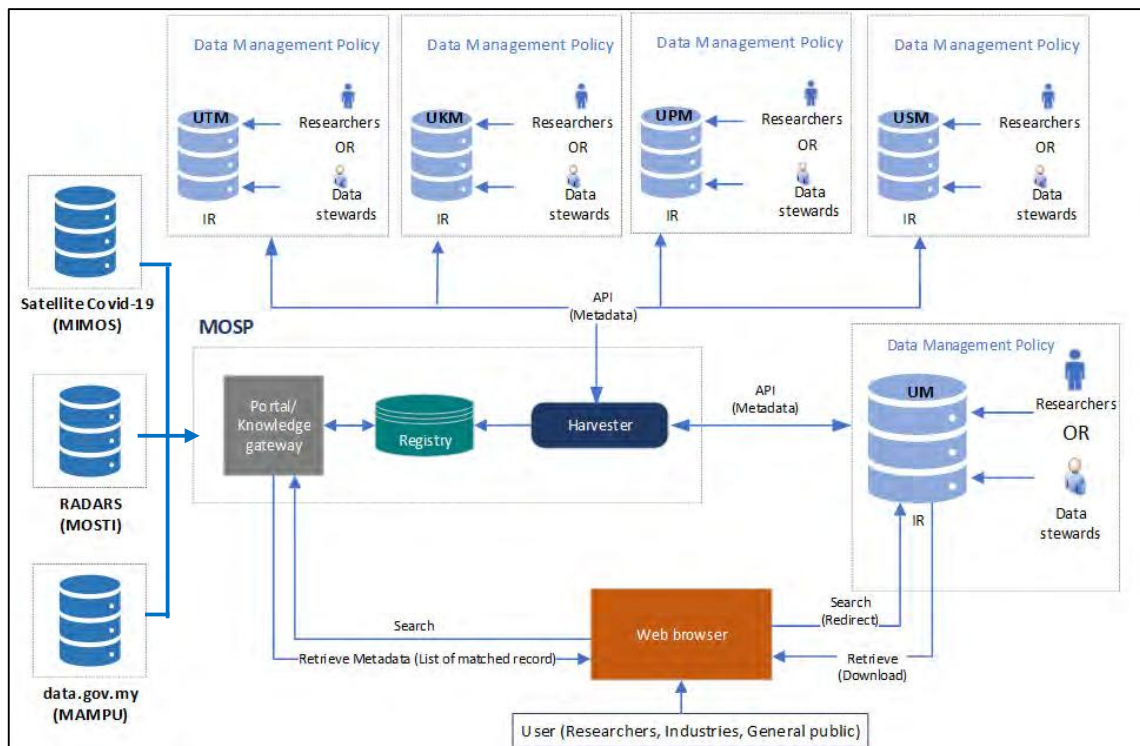 Data Management Policy
UTM
Researchers
OR
Data
stewards
IR
Data Management Policy
UKM
Researchers
OR
Data
stewards
IR
Data Management Policy
UPM
Researchers
OR
Data
stewards
IR
Data Management Policy
USM
Researchers
OR
Data
stewards
IR
Satellite Covid-19
(MIMOS)
RADARS
(MOSTI)
data.gov.my
(MAMPU)
API
(Metadata)
MOSP
Portal/
Knowledge
gateway
Registry
Harvester
API
(Metadata)
Data Management Policy
UM
Researchers
OR
Data
stewards
IR
Search
Retrieve Metadata (List of matched record)
Web browser
Search
(Redirect)
Retrieve
(Download)
User (Researchers, Industries, General public)